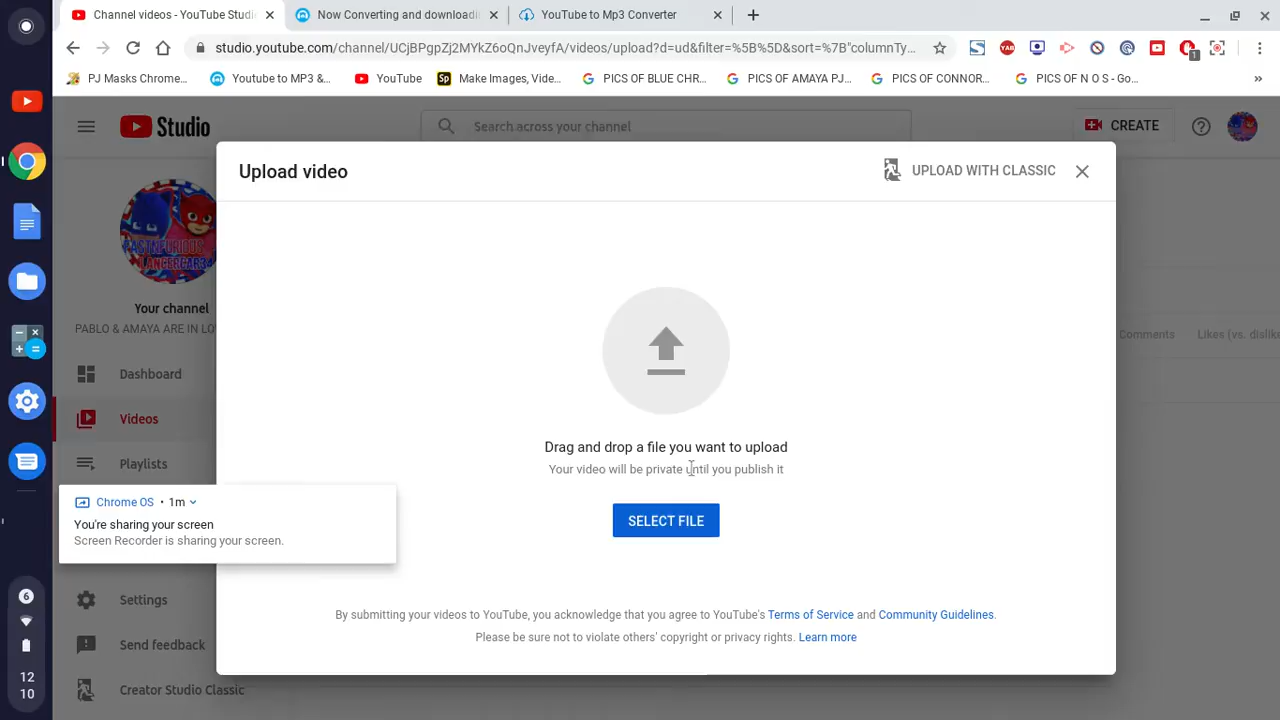 Channel videos - YouTube Studi
Now Converting and downloadin
YouTube to Mp3 Converter
studio.youtube.com/channel/UCjBPgpZj2MYkZ6oQnJveyfA/videos/upload?d=ud&filter=%5B%5D&sort=%7B"columnTy...
YAB
1
PJ Masks Chrome...
Youtube to MP3 &...
YouTube
Sp Make Images, Vide...
PICS OF BLUE CHR...
PICS OF AMAYA PJ...
PICS OF CONNOR...
PICS OF N O S - Go...
»
Studio
Search across your channel
CREATE
Upload video
UPLOAD WITH CLASSIC
FASTNFURIOUS
LANCERCAR34
Your channel
PABLO & AMAYA ARE IN LO
Comments
Likes (vs. dislike
Dashboard
Videos
Playlists
Drag and drop a file you want to upload
Your video will be private until you publish it
SELECT FILE
Chrome OS • 1m
You're sharing your screen
Screen Recorder is sharing your screen.
Settings
Send feedback
Creator Studio Classic
By submitting your videos to YouTube, you acknowledge that you agree to YouTube's Terms of Service and Community Guidelines.
Please be sure not to violate others' copyright or privacy rights. Learn more
6
12
10